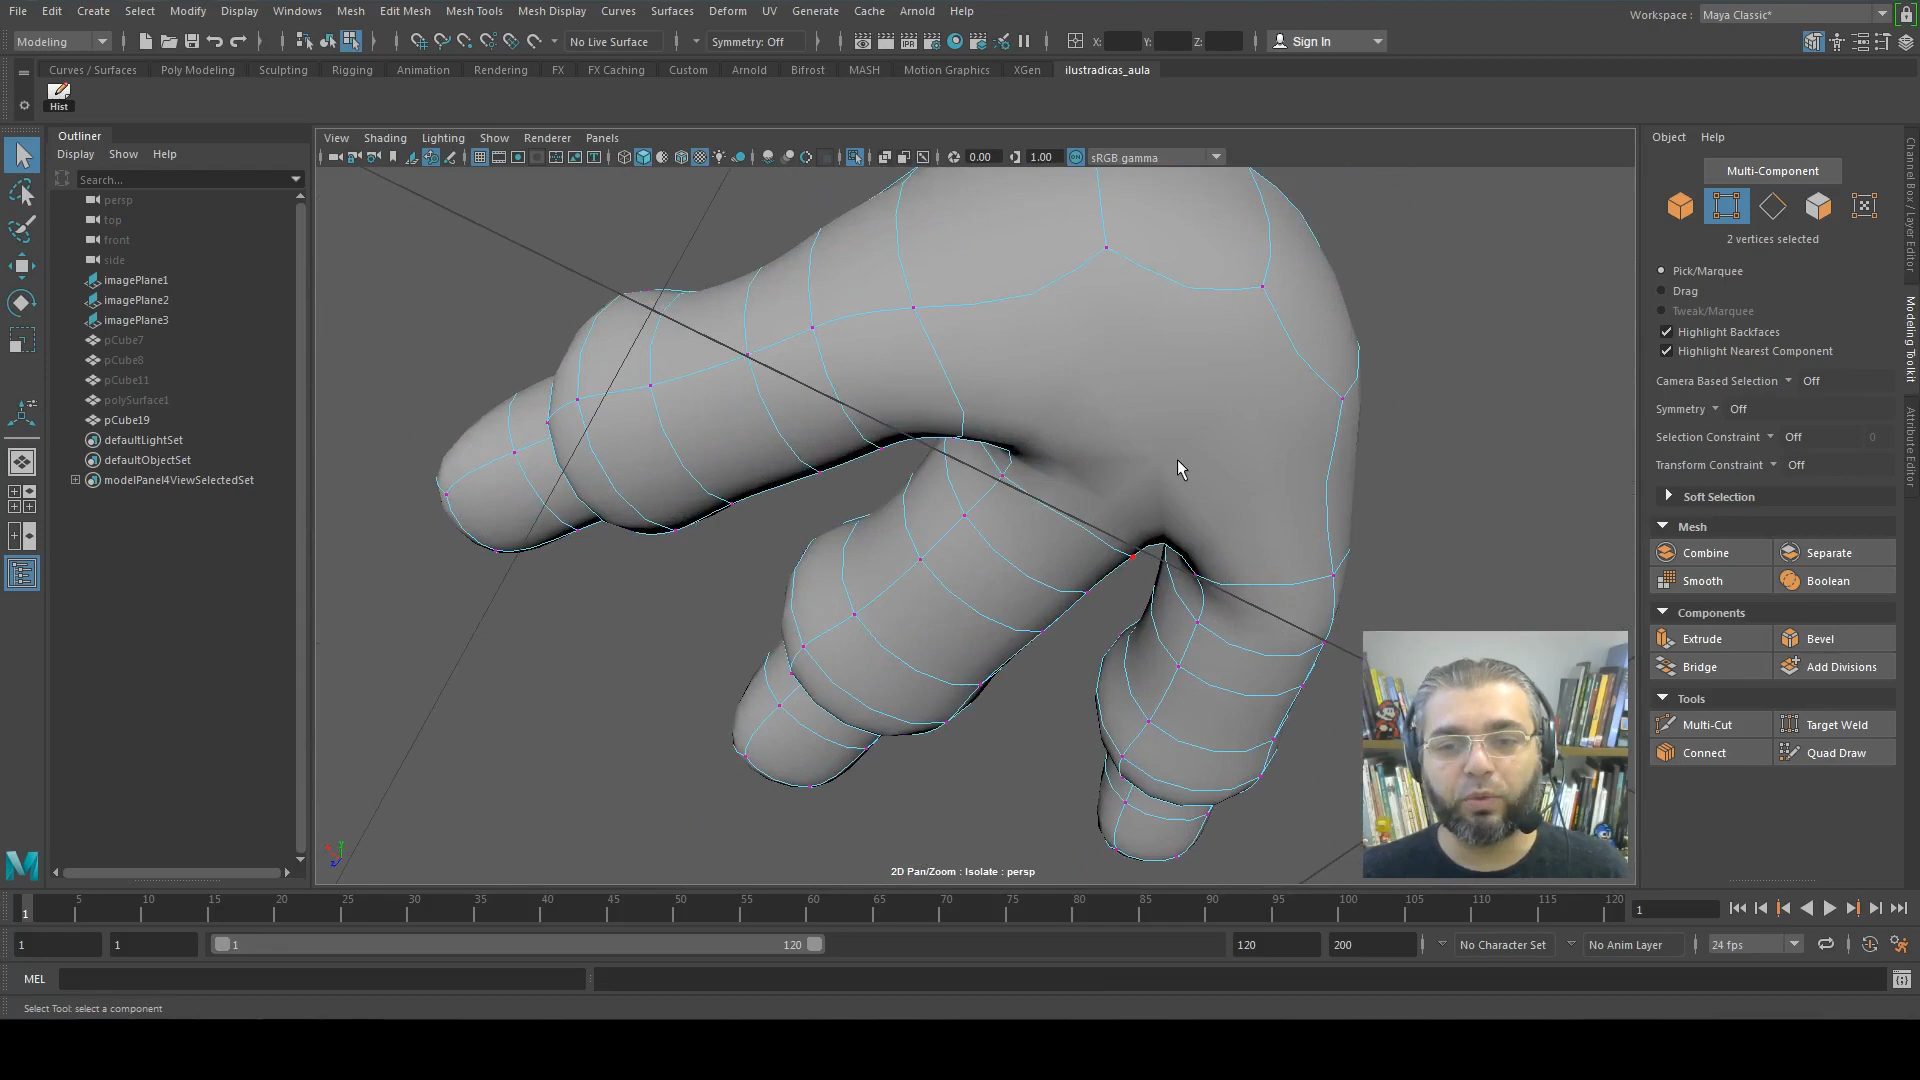 File Edit Create Select Modify Display Windows Mesh Edit Mesh Mesh Tools Mesh Display Curves Surfaces Deform UV Generate Cache Arnold Help
Workspace : Maya Classic*
Modeling No Live Surface Symmetry: Off X: Y: Z: Sign In
Curves / Surfaces Poly Modeling Sculpting Rigging Animation Rendering FX FX Caching Custom Arnold Bifrost MASH Motion Graphics XGen ilustradicas_aula
Hist
Outliner
Display Show Help
Search...
persp
top
front
side
imagePlane1
imagePlane2
imagePlane3
pCube7
pCube8
pCube11
polySurface1
pCube19
defaultLightSet
defaultObjectSet
modelPanel4ViewSelectedSet
View Shading Lighting Show Renderer Panels
0.00 1.00 ON sRGB gamma
2D Pan/Zoom : Isolate : persp
Object Help
Multi-Component
2 vertices selected
Pick/Marquee
Drag
Tweak/Marquee
Highlight Backfaces
Highlight Nearest Component
Camera Based Selection Off
Symmetry Off
Selection Constraint Off 0
Transform Constraint Off
Soft Selection
Mesh
Combine Separate
Smooth Boolean
Components
Extrude Bevel
Bridge Add Divisions
Tools
Multi-Cut Target Weld
Connect Quad Draw
Channel Box / Layer Editor
Modeling Toolkit
Attribute Editor
1 5 10 15 20 25 30 35 40 45 50 55 60 65 70 75 80 85 90 95 100 105 110 115 120
1
1 1 1 120 120 200 No Character Set No Anim Layer 24 fps
MEL
Select Tool: select a component